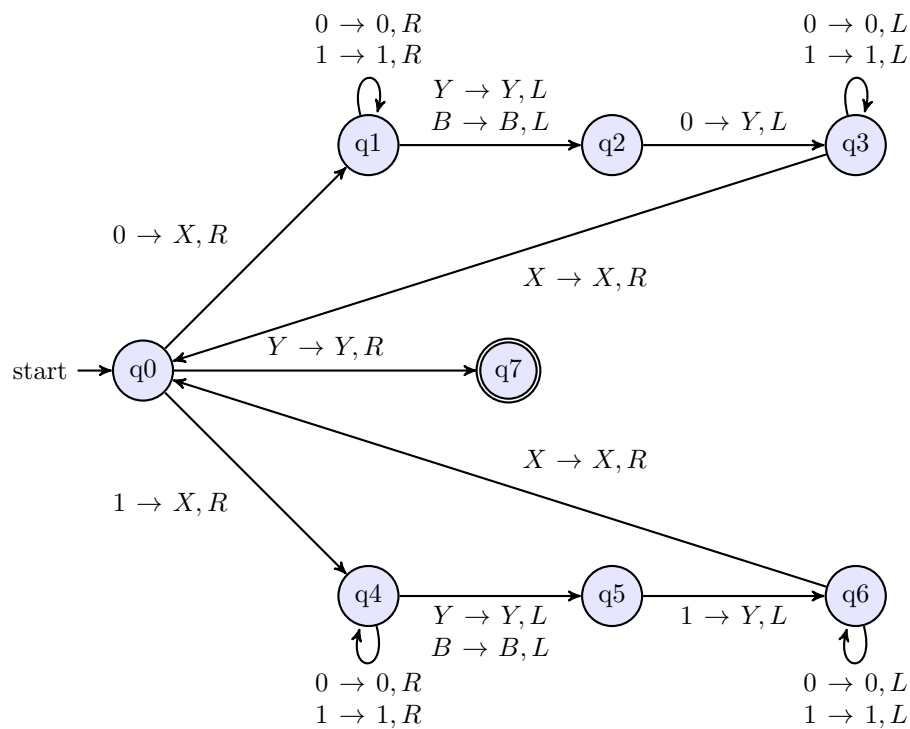 0 → 0, R
1 → 1, R
0 → 0, L
1 → 1, L
Y → Y, L
B → B, L
0 → Y, L
q1
q2
q3
0 → X, R
X → X, R
Y → Y, R
start
q0
q7
X → X, R
1 → X, R
q4
q5
q6
Y → Y, L
B → B, L
1 → Y, L
0 → 0, R
1 → 1, R
0 → 0, L
1 → 1, L